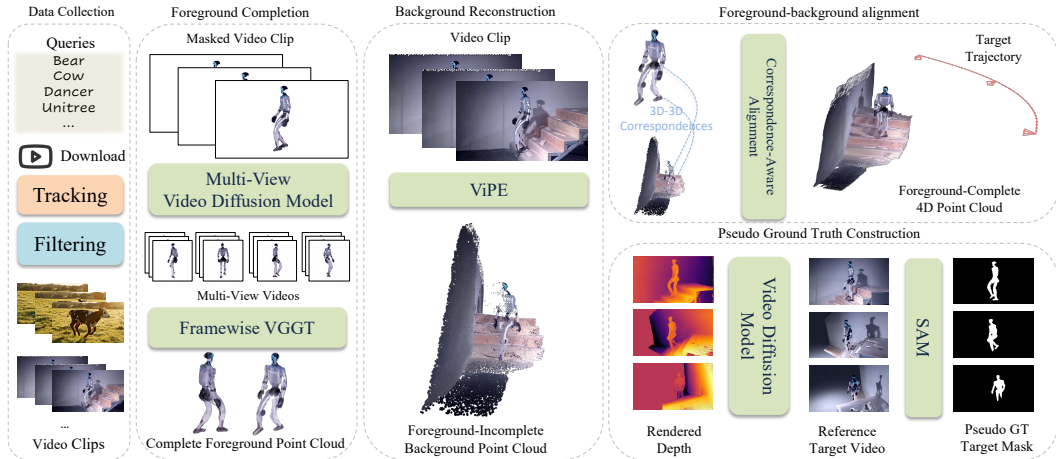 Data Collection
Queries
Bear
Cow
Dancer
Unitree
...
Download
Tracking
Filtering
...
Video Clips
Foreground Completion
Masked Video Clip
Multi-View
Video Diffusion Model
Multi-View Videos
Framewise VGGT
Complete Foreground Point Cloud
Background Reconstruction
Video Clip
ViPE
Foreground-Incomplete
Background Point Cloud
Foreground-background alignment
3D-3D
Correspondences
Correspondence-Aware
Alignment
Target
Trajectory
Foreground-Complete
4D Point Cloud
Pseudo Ground Truth Construction
Rendered
Depth
Video Diffusion
Model
Reference
Target Video
SAM
Pseudo GT
Target Mask